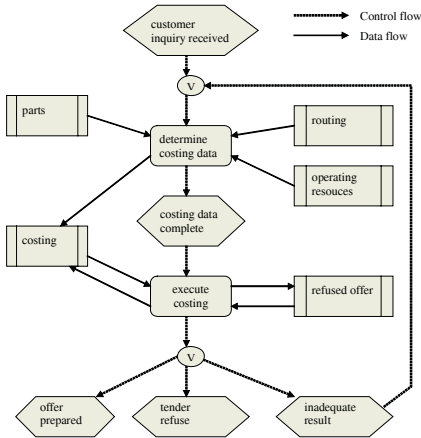 customer
inquiry received
Control flow
Data flow
V
parts
routing
determine
costing data
operating
resouces
costing data
complete
costing
execute
costing
refused offer
V
offer
prepared
tender
refuse
inadequate
result